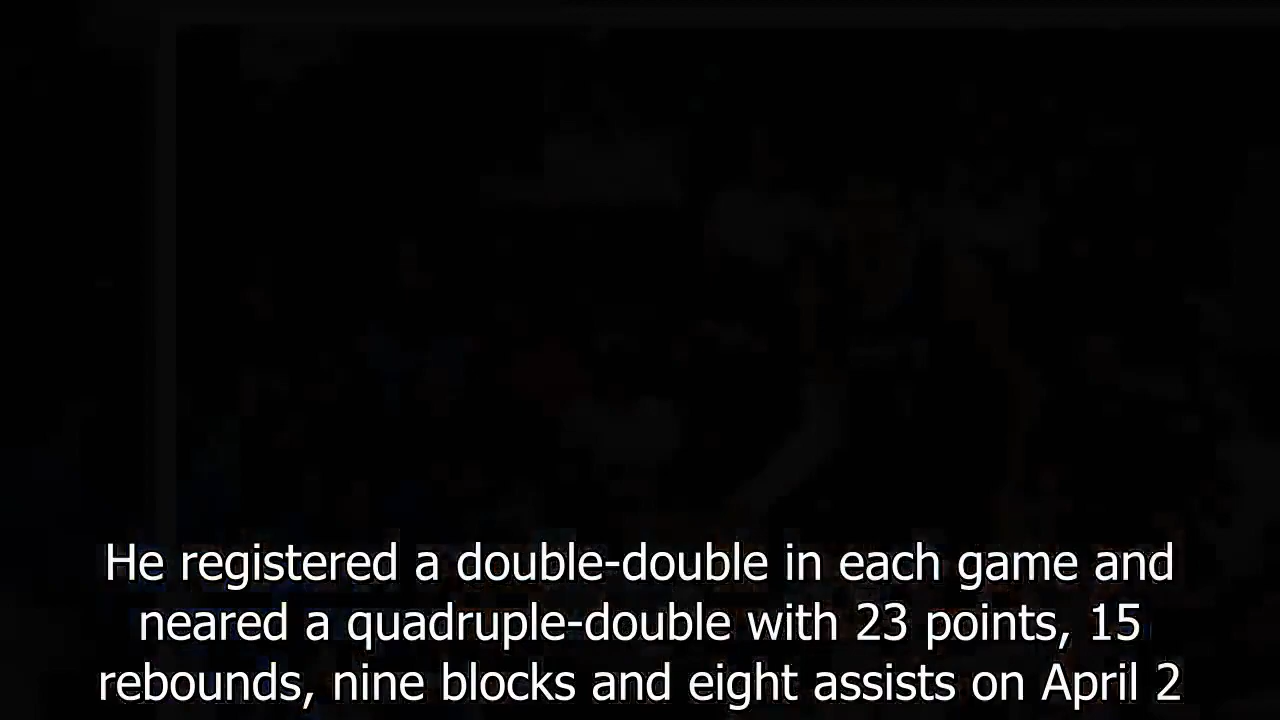 He registered a double-double in each game and
neared a quadruple-double with 23 points, 15
rebounds, nine blocks and eight assists on April 2